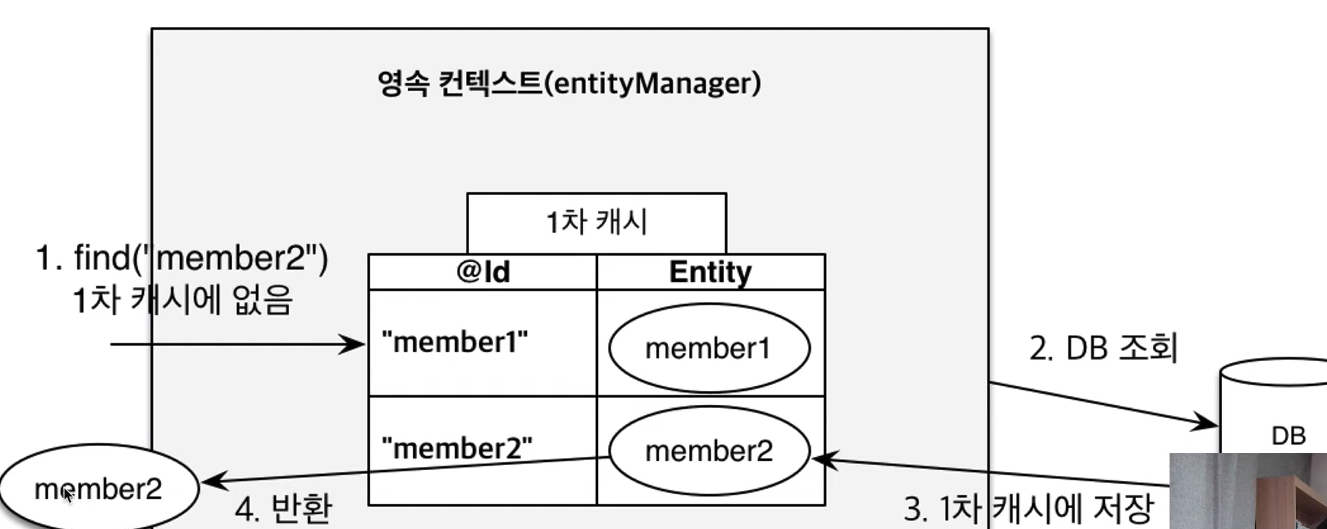 영속 컨텍스트(entityManager)
1차 캐시
1. find("member2")
1차 캐시에 없음
@Id Entity
"member1" member1
2. DB 조회
DB
"member2" member2
member2
4. 반환
3. 1차 캐시에 저장